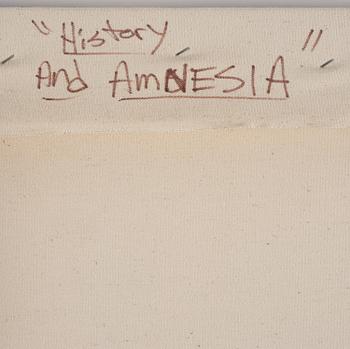 "History "
And AmNESIA